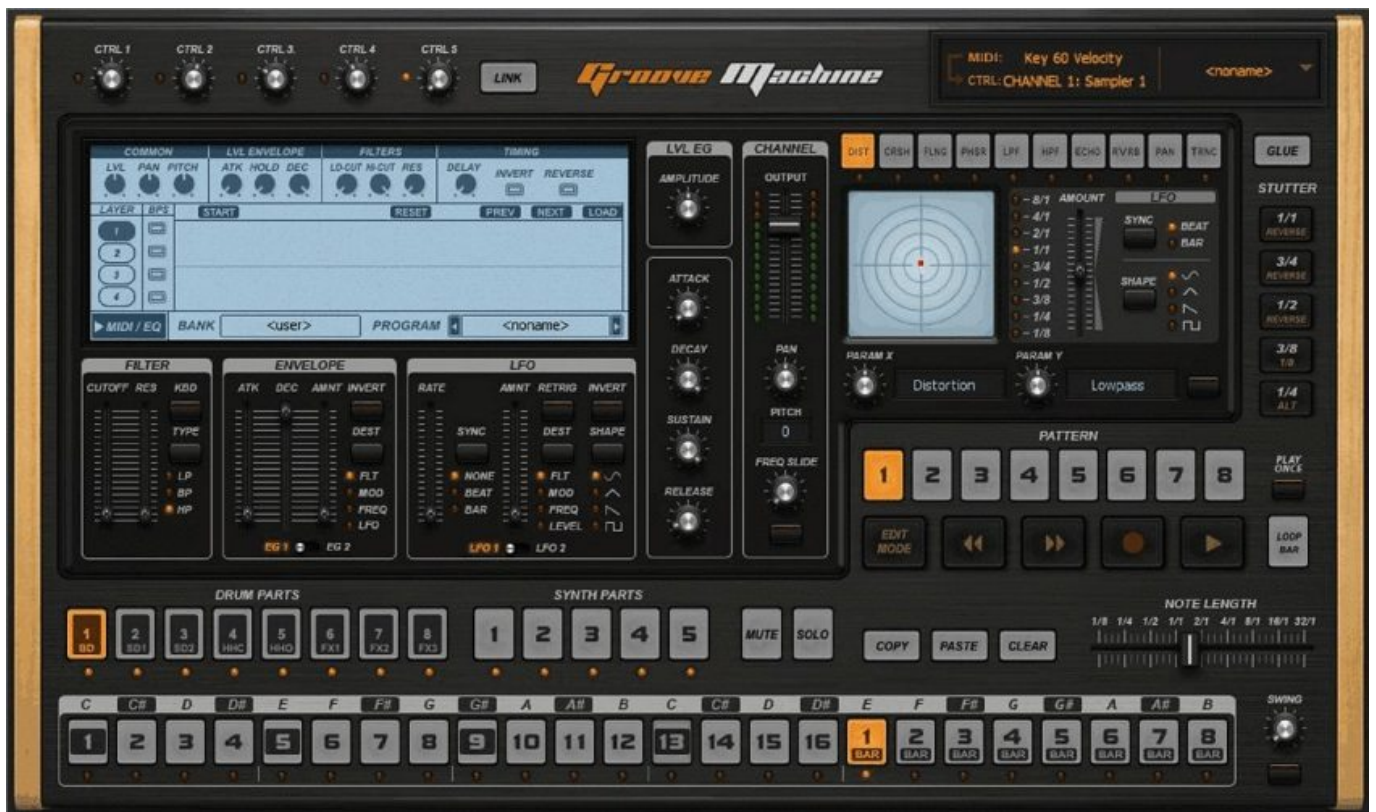 CTRL 1 CTRL 2 CTRL 3 CTRL 4 CTRL 5
LINK
Groove Machine
MIDI: Key 60 Velocity
CTRL: CHANNEL 1: Sampler 1
<noname>
COMMON LVL ENVELOPE FILTERS TIMING
LVL PAN PITCH ATK HOLD DEC LO-CUT HI-CUT RES DELAY INVERT REVERSE
LAYER BPS START RESET PREV NEXT LOAD
1
2
3
4
MIDI / EQ BANK <user> PROGRAM <noname>
FILTER
CUTOFF RES KBD
TYPE
LP
BP
HP
ENVELOPE
ATK DEC AMNT INVERT
DEST
FLT
MOD
FREQ
LFO
EG 1 EG 2
LFO
RATE AMNT RETRIG INVERT
SYNC DEST SHAPE
NONE FLT
BEAT MOD
BAR FREQ
LEVEL
LFO 1 LFO 2
LVL EG
AMPLITUDE
ATTACK
DECAY
SUSTAIN
RELEASE
CHANNEL
OUTPUT
PAN
PITCH
0
FREQ SLIDE
DIST CRSH FLNG PHSR LPF HPF ECHO RVRB PAN TRNC
8/1
4/1
2/1
1/1
3/4
1/2
3/8
1/4
1/8
AMOUNT LFO
SYNC BEAT
BAR
SHAPE
PARAM X PARAM Y
Distortion Lowpass
GLUE
STUTTER
1/1
REVERSE
3/4
REVERSE
1/2
REVERSE
3/8
1/8
1/4
ALT
PATTERN
1 2 3 4 5 6 7 8
PLAY
ONCE
EDIT
MODE
LOOP
BAR
DRUM PARTS
1 2 3 4 5 6 7 8
BD SD1 SD2 HHC HHO FX1 FX2 FX3
SYNTH PARTS
1 2 3 4 5
MUTE SOLO
COPY PASTE CLEAR
NOTE LENGTH
1/8 1/4 1/2 1/1 2/1 4/1 8/1 16/1 32/1
C C# D D# E F F# G G# A A# B C C# D D# E F F# G G# A A# B
1 2 3 4 5 6 7 8 9 10 11 12 13 14 15 16 1 2 3 4 5 6 7 8
BAR BAR BAR BAR BAR BAR BAR BAR
SWING